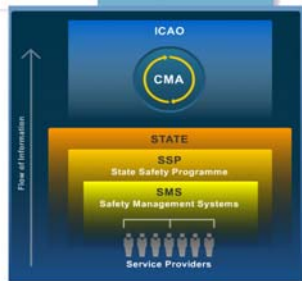 ICAO
CMA
Flow of Information
STATE
SSP
State Safety Programme
SMS
Safety Management Systems
Service Providers